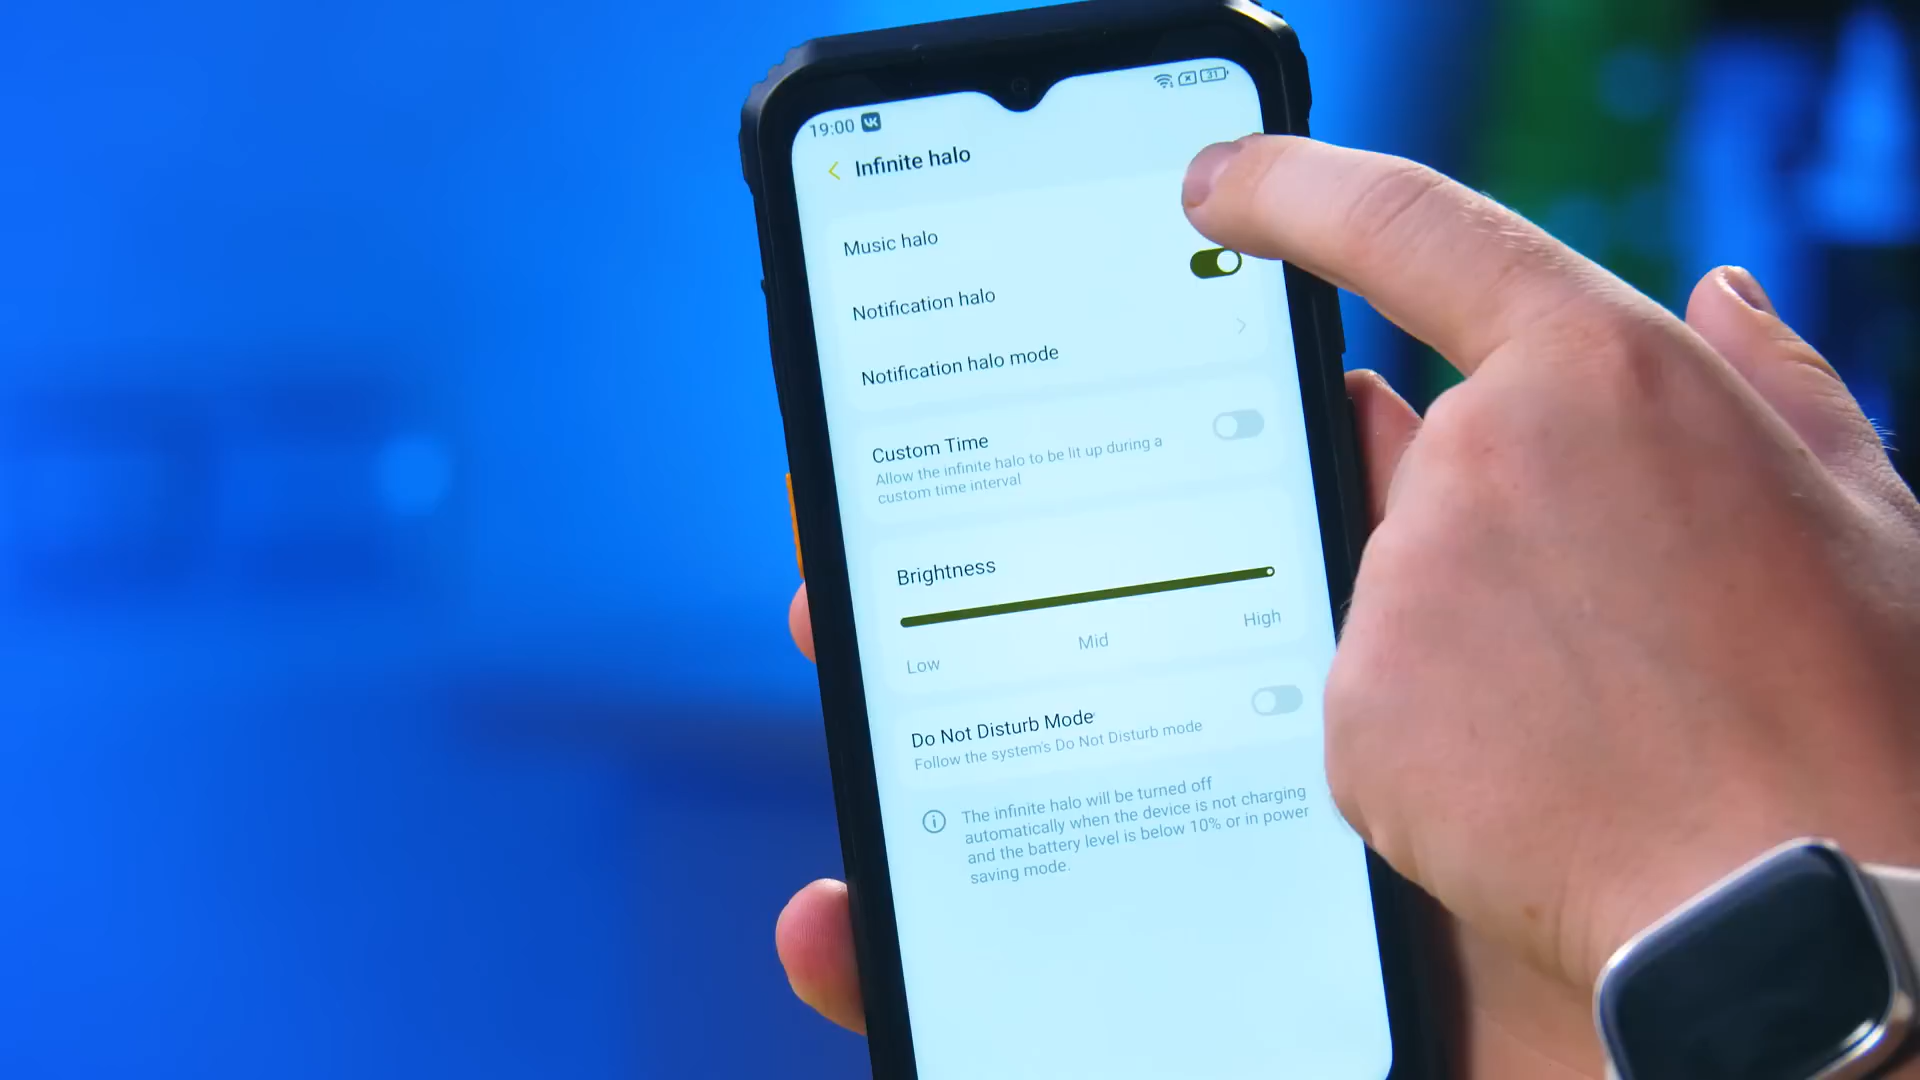 19:00 VK 31
Infinite halo
Music halo
Notification halo
Notification halo mode
Custom Time
Allow the infinite halo to be lit up during a
custom time interval
Brightness
Low Mid High
Do Not Disturb Mode
Follow the system's Do Not Disturb mode
The infinite halo will be turned off
automatically when the device is not charging
and the battery level is below 10% or in power
saving mode.